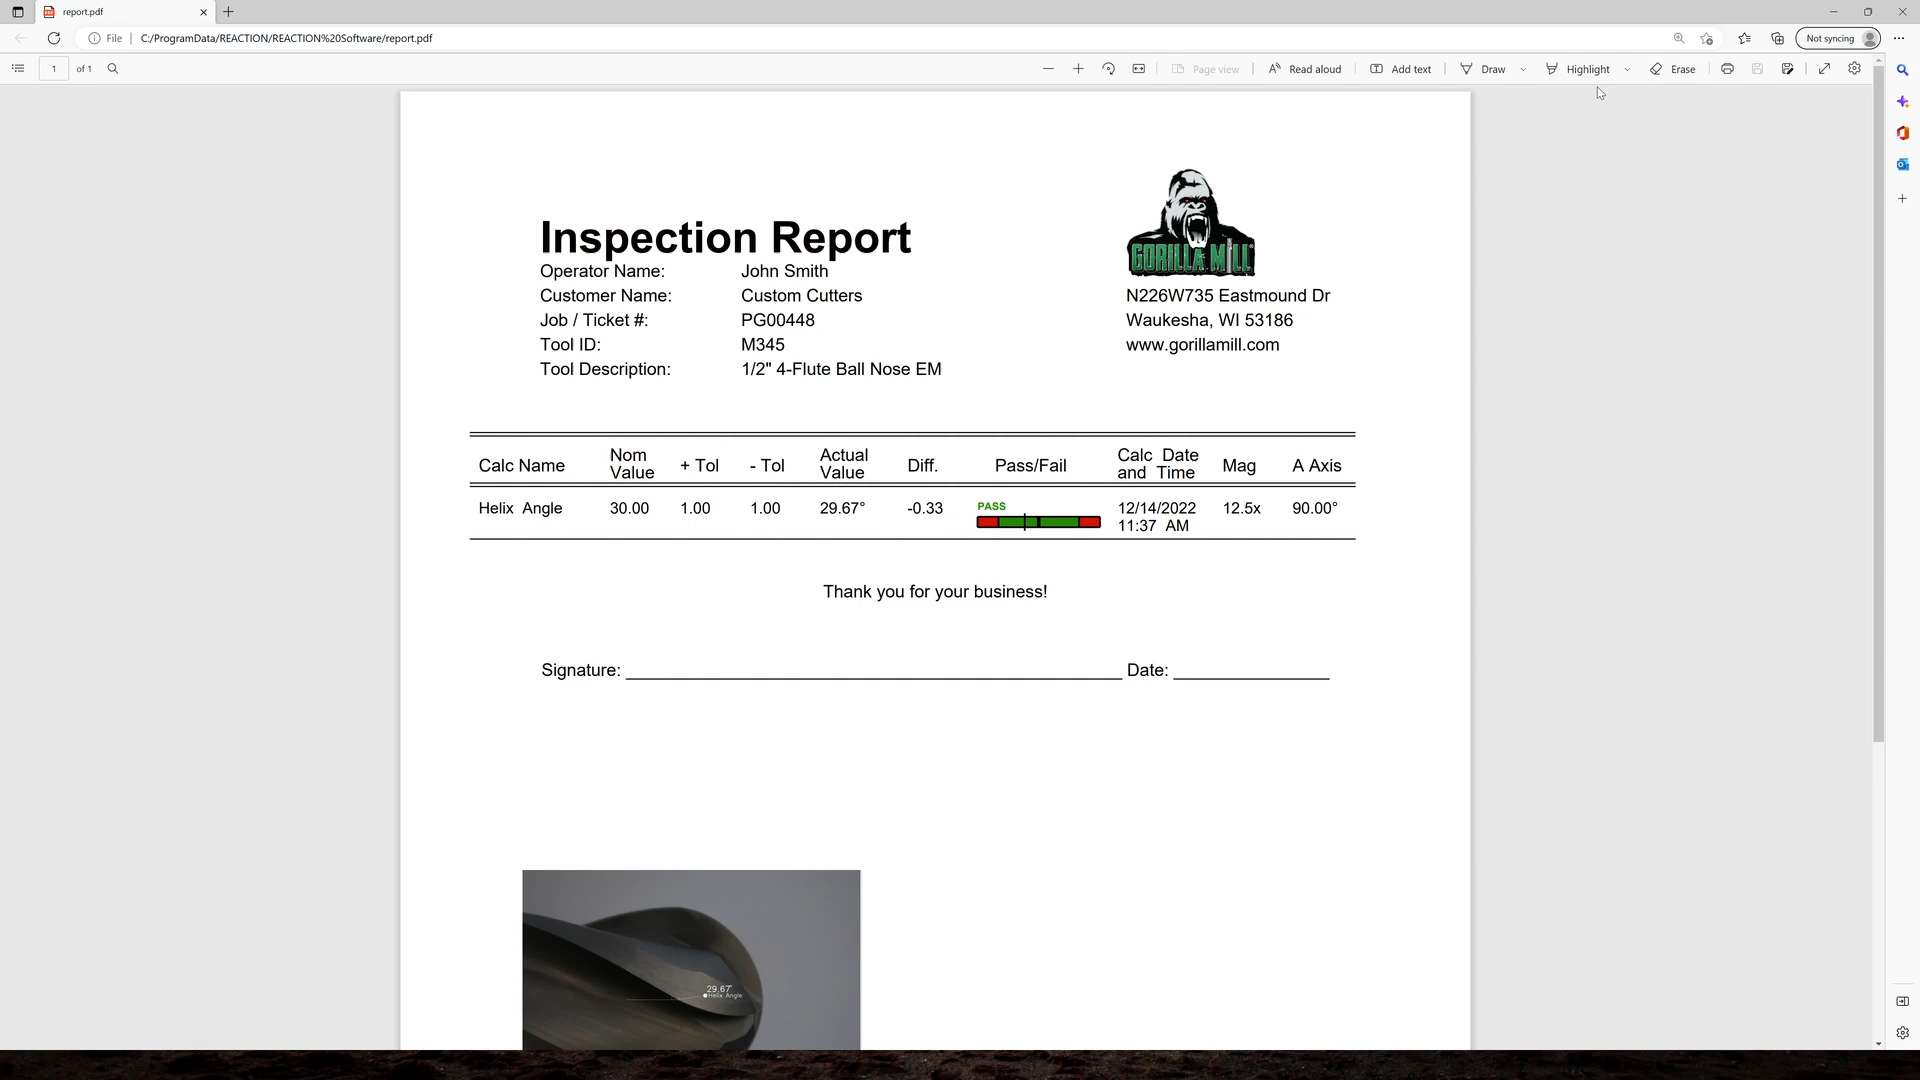 report.pdf
File
C:/ProgramData/REACTION/REACTION%20Software/report.pdf
Not syncing
1 of 1
Page view
Read aloud
Add text
Draw
Highlight
Erase
GORILLA MILL
Inspection Report
Operator Name: John Smith
Customer Name: Custom Cutters
N226W735 Eastmound Dr
Job / Ticket #: PG00448
Waukesha, WI 53186
Tool ID: M345
www.gorillamill.com
Tool Description: 1/2" 4-Flute Ball Nose EM
Calc Name
Nom Value
+ Tol
- Tol
Actual Value
Diff.
Pass/Fail
Calc Date and Time
Mag
A Axis
Helix Angle 30.00 1.00 1.00 29.67° -0.33 PASS 12/14/2022 12.5x 90.00°
11:37 AM
Thank you for your business!
Signature: Date:
29.67°
Helix Angle